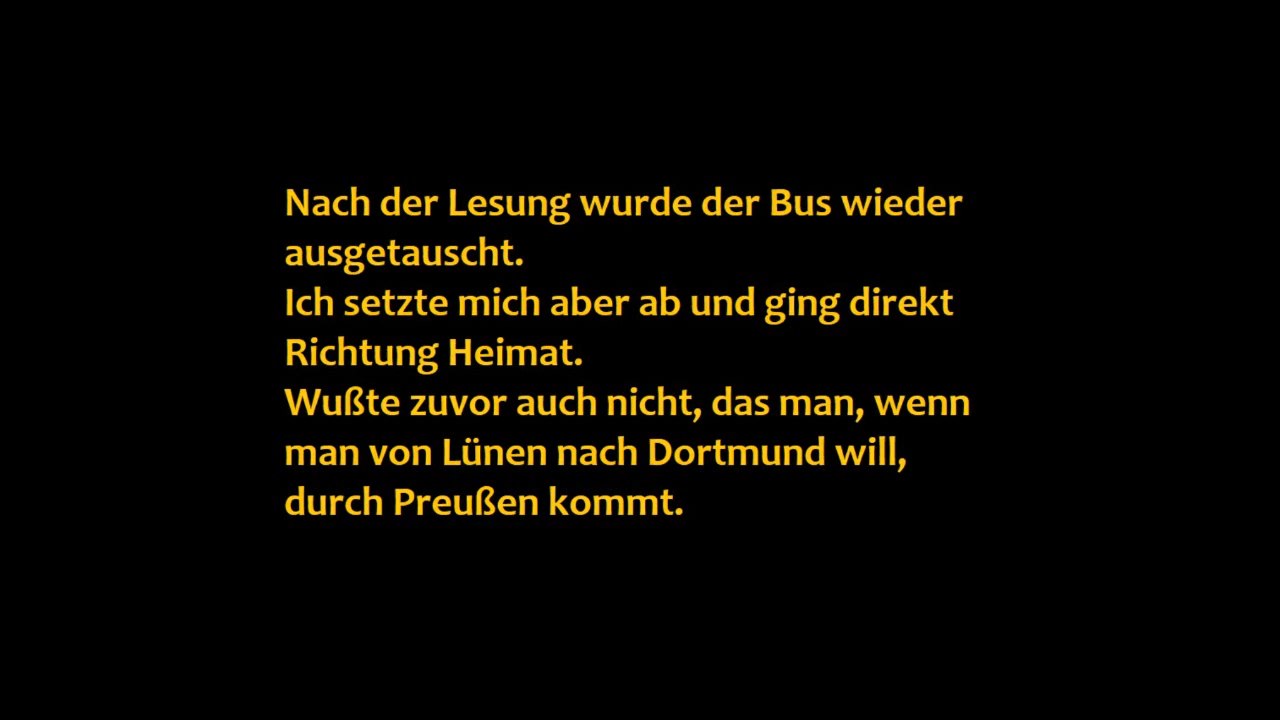 Nach der Lesung wurde der Bus wieder
ausgetauscht.
Ich setzte mich aber ab und ging direkt
Richtung Heimat.
Wußte zuvor auch nicht, das man, wenn
man von Lünen nach Dortmund will,
durch Preußen kommt.